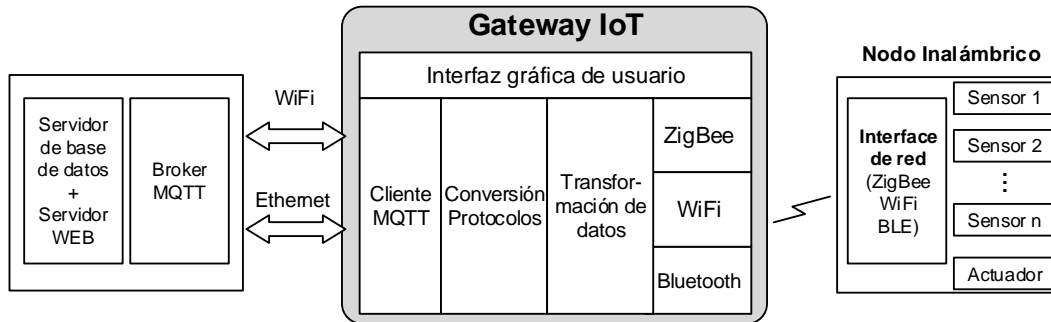 Gateway IoT
Interfaz gráfica de usuario
Servidor
de base
de datos
+
Servidor
WEB
Broker
MQTT
WiFi
Ethernet
Cliente
MQTT
Conversión
Protocolos
Transfor-
mación de
datos
ZigBee
WiFi
Bluetooth
Nodo Inalámbrico
Interface
de red
(ZigBee
WiFi
BLE)
Sensor 1
Sensor 2
⋮
Sensor n
Actuador